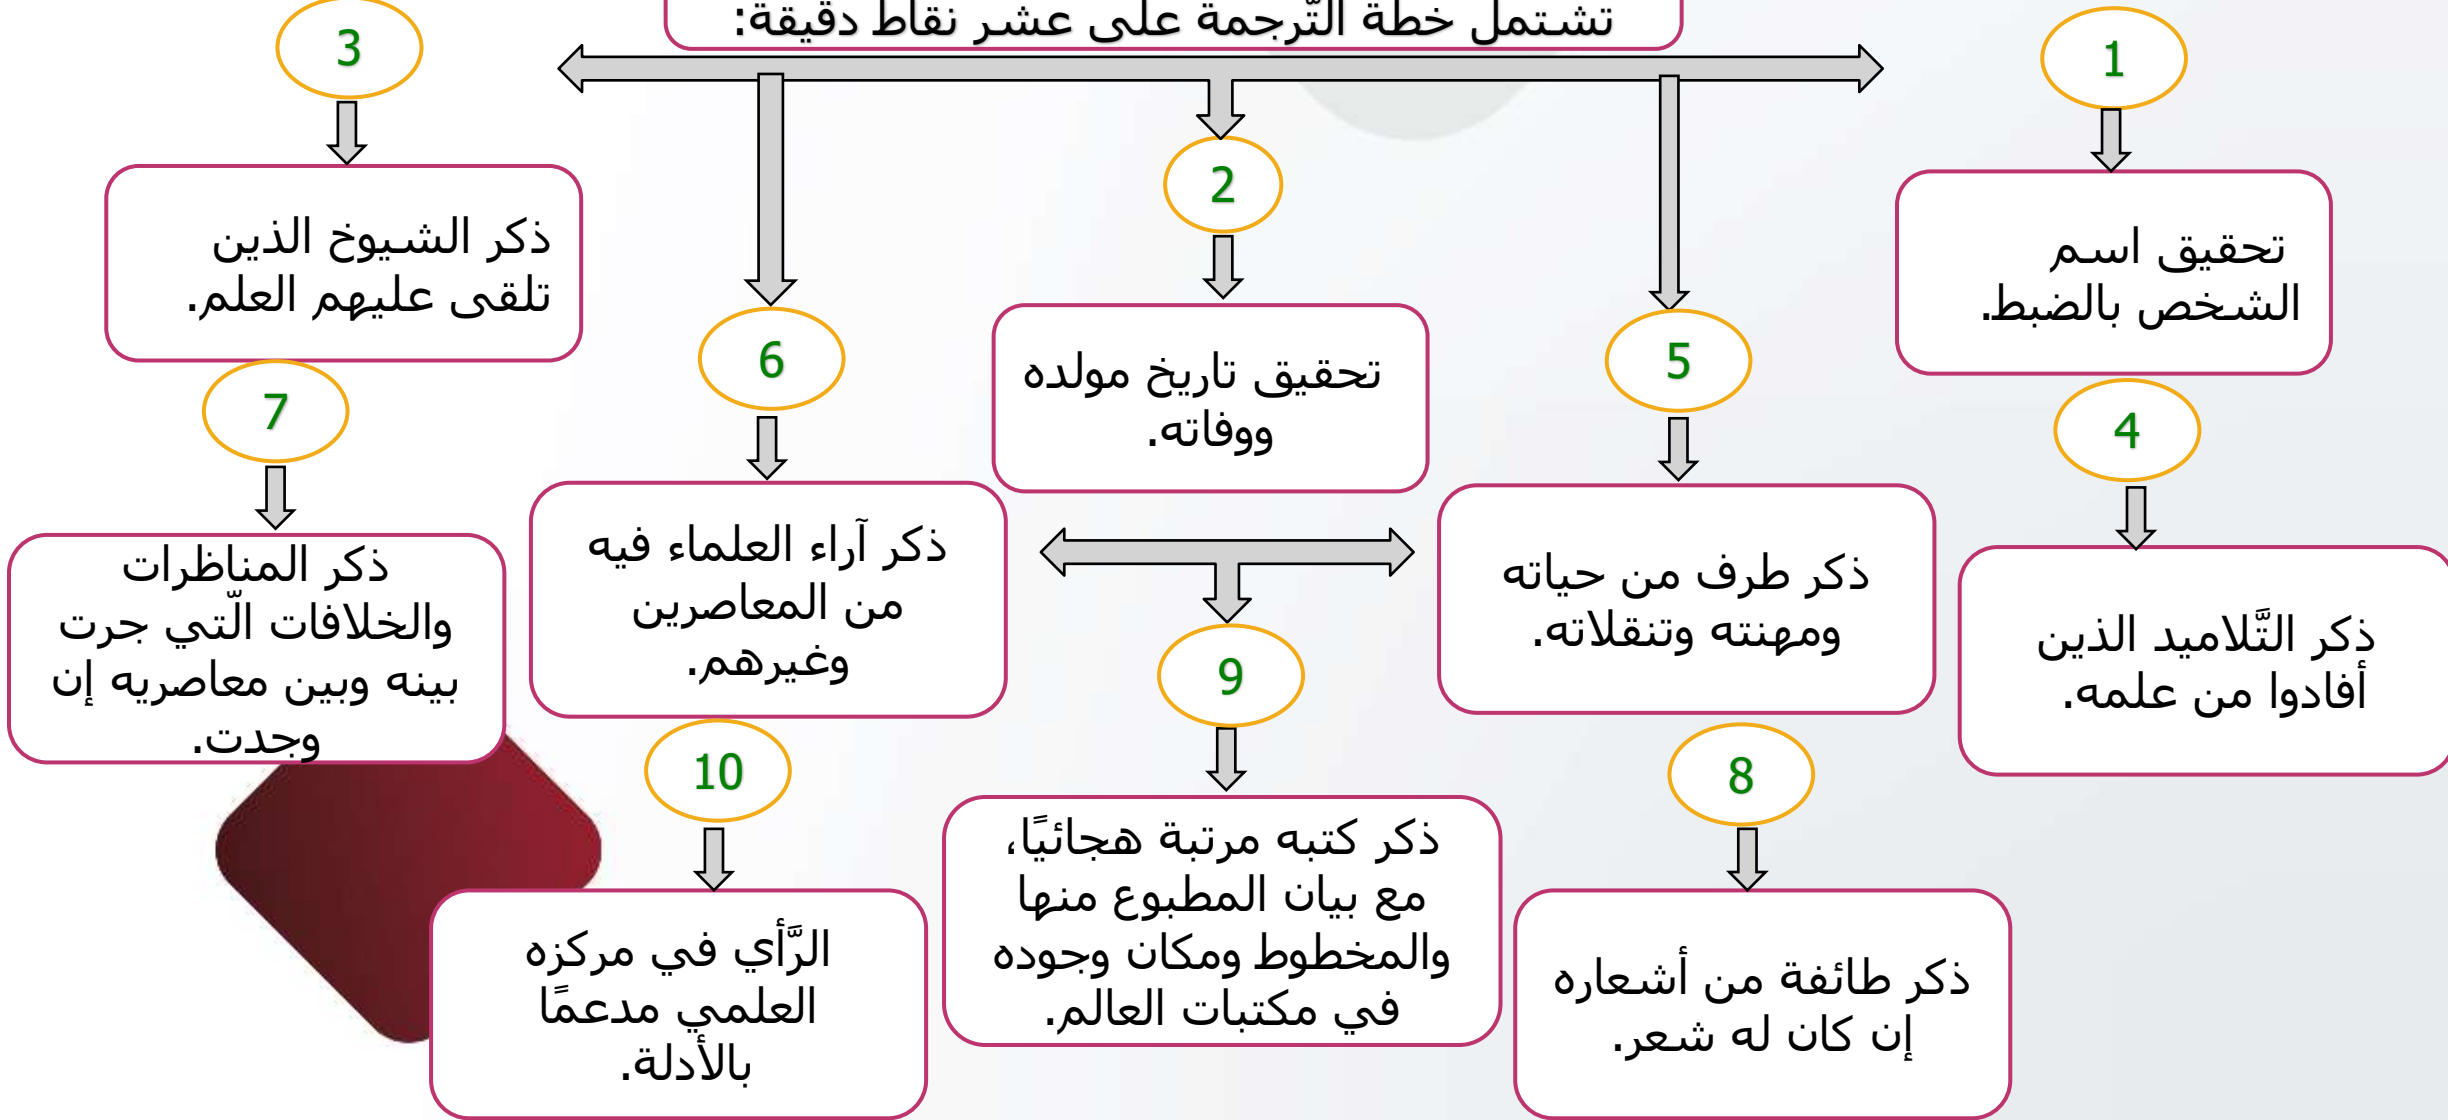 تشتمل خطة التّرجمة على عشر نقاط دقيقة:
1
تحقيق اسم
الشخص بالضبط.
2
تحقيق تاريخ مولده
ووفاته.
3
ذكر الشيوخ الذين
تلقى عليهم العلم.
4
ذكر التَّلاميد الذين
أفادوا من علمه.
5
ذكر طرف من حياته
ومهنته وتنقلاته.
6
ذكر آراء العلماء فيه
من المعاصرين
وغيرهم.
7
ذكر المناظرات
والخلافات الّتي جرت
بينه وبين معاصريه إن
وجدت.
8
ذكر طائفة من أشعاره
إن كان له شعر.
9
ذكر كتبه مرتبة هجائيًا،
مع بيان المطبوع منها
والمخطوط ومكان وجوده
في مكتبات العالم.
10
الرَّأي في مركزه
العلمي مدعمًا
بالأدلة.